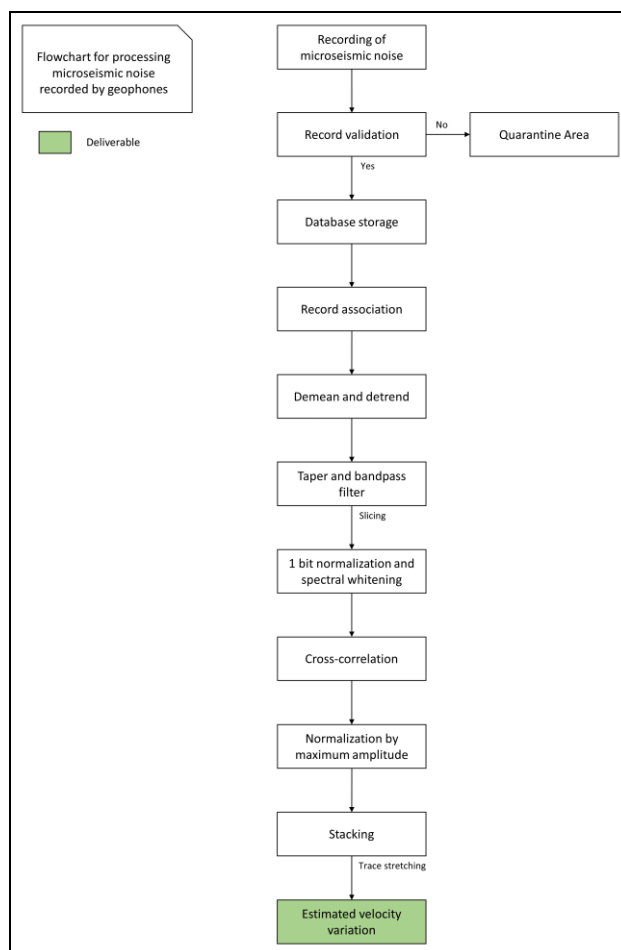 Flowchart for processing
microseismic noise
recorded by geophones
Deliverable
Recording of
microseismic noise
Record validation
No
Quarantine Area
Yes
Database storage
Record association
Demean and detrend
Taper and bandpass
filter
Slicing
1 bit normalization and
spectral whitening
Cross-correlation
Normalization by
maximum amplitude
Stacking
Trace stretching
Estimated velocity
variation